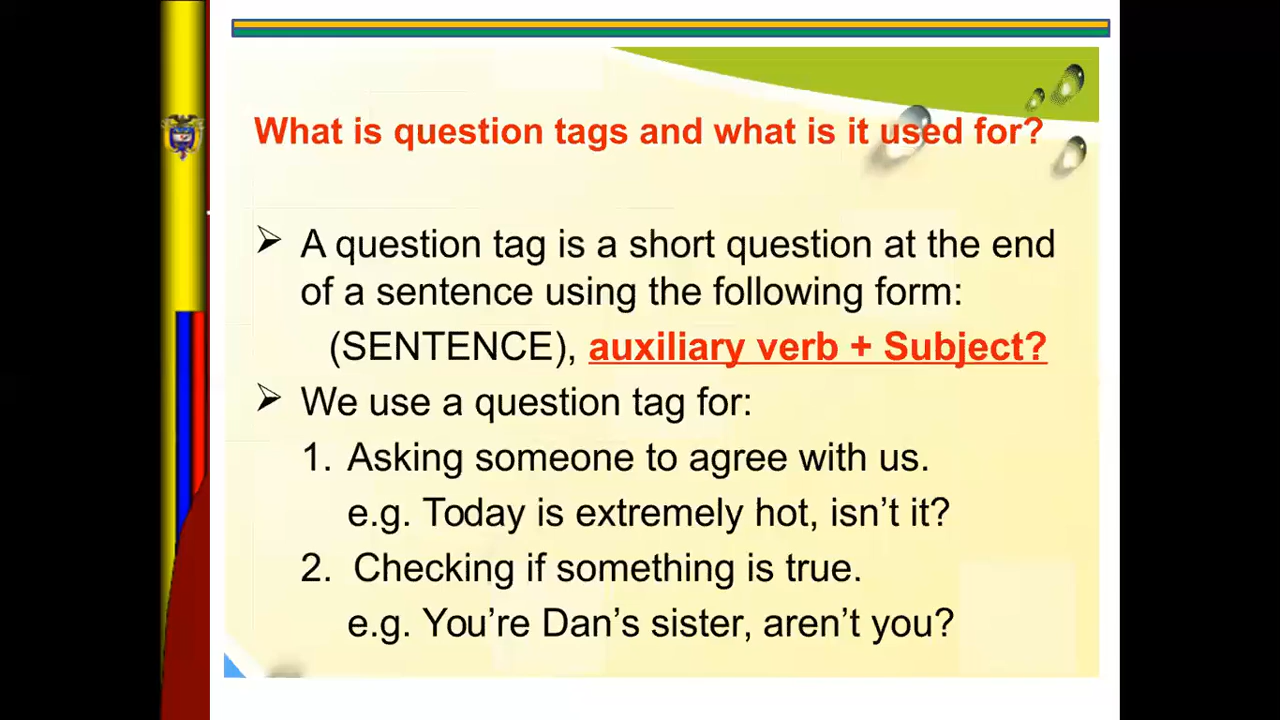 What is question tags and what is it used for?
A question tag is a short question at the end
of a sentence using the following form:
(SENTENCE), auxiliary verb + Subject?
We use a question tag for:
1. Asking someone to agree with us.
e.g. Today is extremely hot, isn’t it?
2. Checking if something is true.
e.g. You’re Dan’s sister, aren’t you?